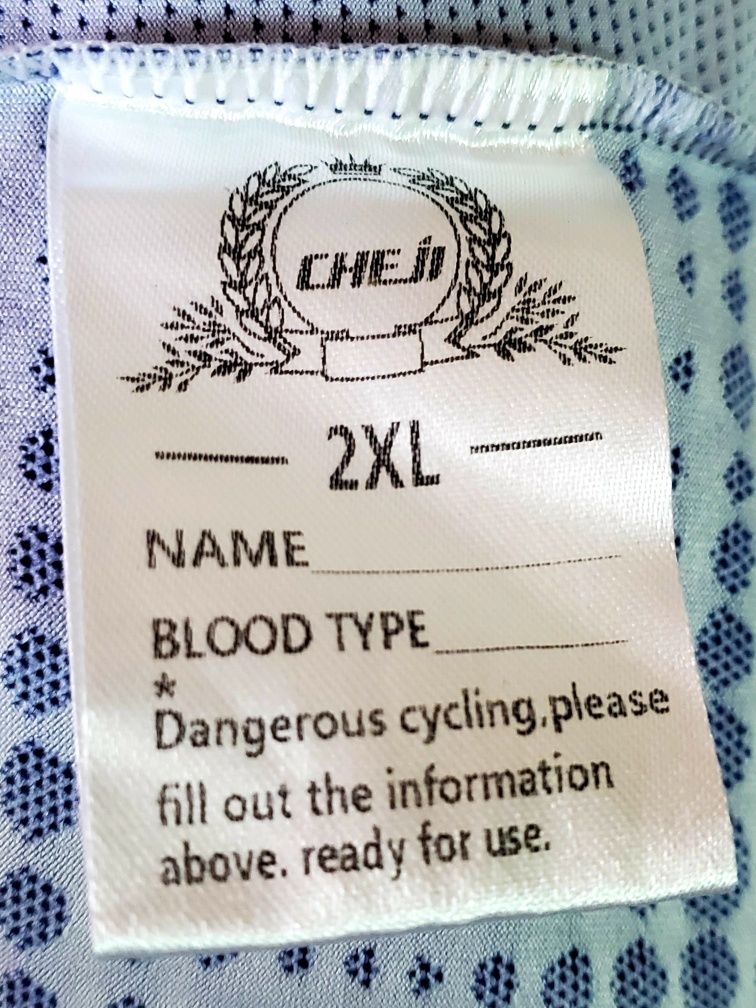 CHEJI
2XL
NAME
BLOOD TYPE
*
Dangerous cycling,please
fill out the information
above. ready for use.